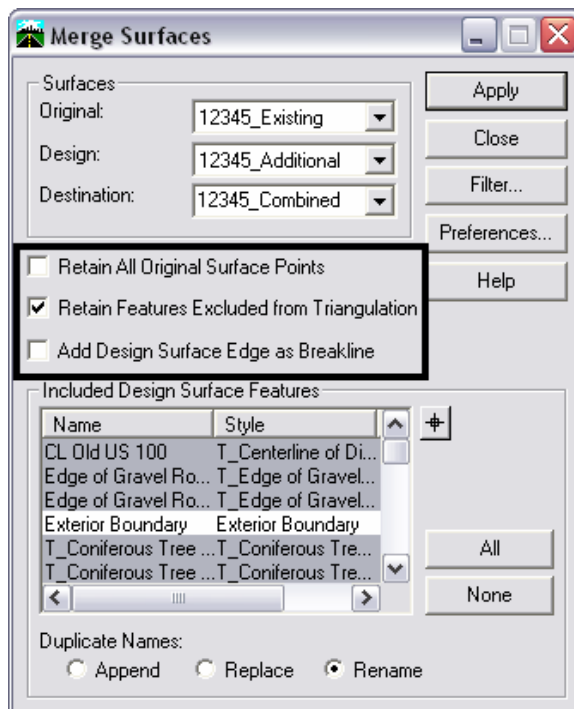 Merge Surfaces
Surfaces
Original: 12345_Existing
Design: 12345_Additional
Destination: 12345_Combined
Apply
Close
Filter...
Preferences...
Help
Retain All Original Surface Points
Retain Features Excluded from Triangulation
Add Design Surface Edge as Breakline
Included Design Surface Features
Name Style
CL Old US 100 T_Centerline of Di...
Edge of Gravel Ro... T_Edge of Gravel...
Edge of Gravel Ro... T_Edge of Gravel...
Exterior Boundary Exterior Boundary
T_Coniferous Tree ... T_Coniferous Tre...
T_Coniferous Tree ... T_Coniferous Tre...
All
None
Duplicate Names:
Append Replace Rename